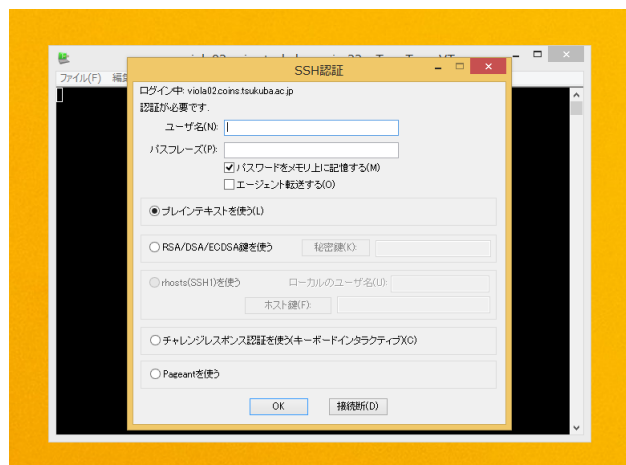 SSH認証
ファイル(F) 編集
ログイン中: viola02.coins.tsukuba.ac.jp
認証が必要です.
ユーザ名(N):
パスフレーズ(P):
パスワードをメモリ上に記憶する(M)
エージェント転送する(O)
プレインテキストを使う(L)
RSA/DSA/ECDSA鍵を使う 秘密鍵(K):
rhosts(SSH1)を使う ローカルのユーザ名(U):
ホスト鍵(F):
チャレンジレスポンス認証を使う(キーボードインタラクティブ)(C)
Pageantを使う
OK 接続断(D)